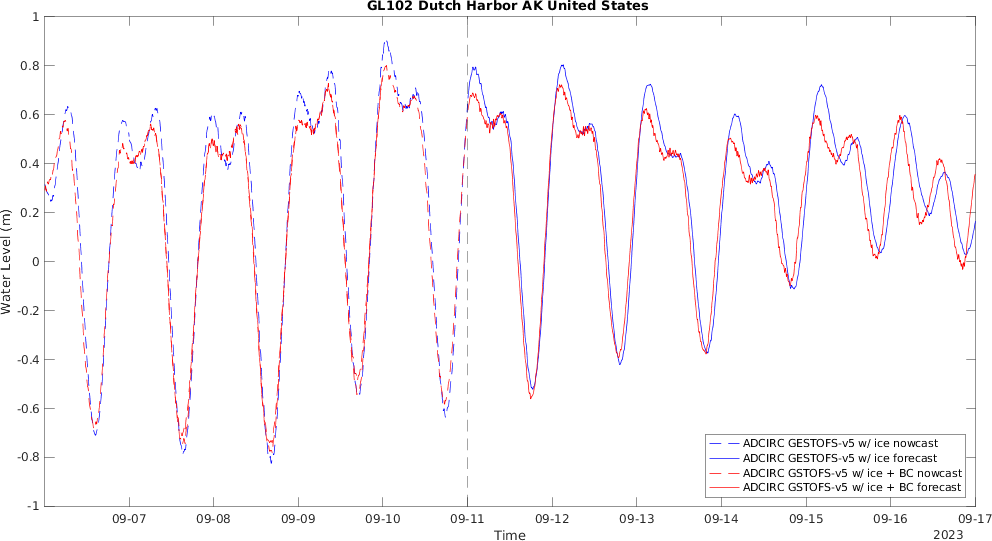 GL102 Dutch Harbor AK United States
1
0.8
0.6
0.4
0.2
0
-0.2
-0.4
-0.6
-0.8
-1
Water Level (m)
ADCIRC GESTOFS-v5 w/ ice nowcast
ADCIRC GESTOFS-v5 w/ ice forecast
ADCIRC GSTOFS-v5 w/ ice + BC nowcast
ADCIRC GSTOFS-v5 w/ ice + BC forecast
09-07 09-08 09-09 09-10 09-11 09-12 09-13 09-14 09-15 09-16 09-17
Time
2023